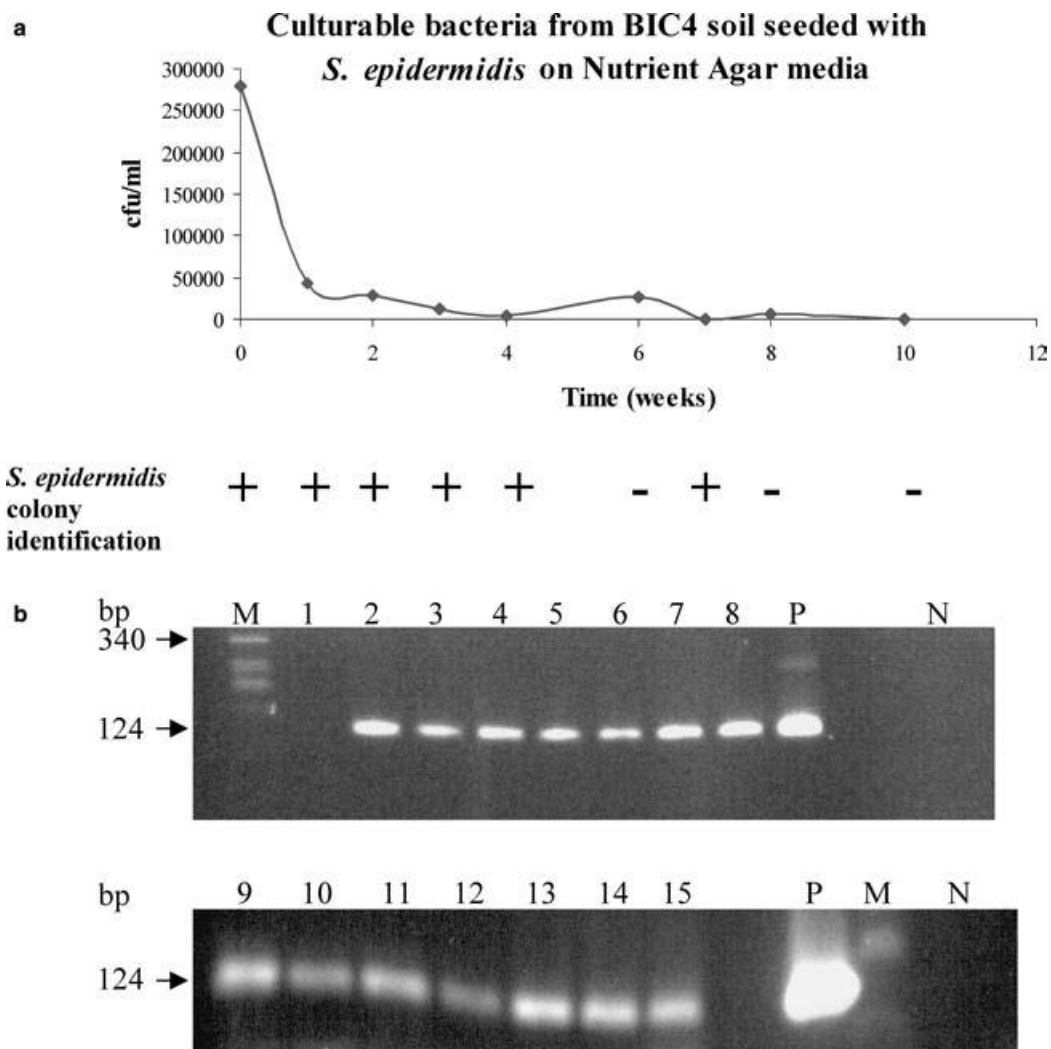 a
Culturable bacteria from BIC4 soil seeded with
S. epidermidis on Nutrient Agar media
300000
250000
200000
150000
100000
50000
0
cfu/ml
0 2 4 6 8 10 12
Time (weeks)
S. epidermidis
colony
identification
+ + + + + - + - -
b
bp M 1 2 3 4 5 6 7 8 P N
340
124
bp 9 10 11 12 13 14 15 P M N
124